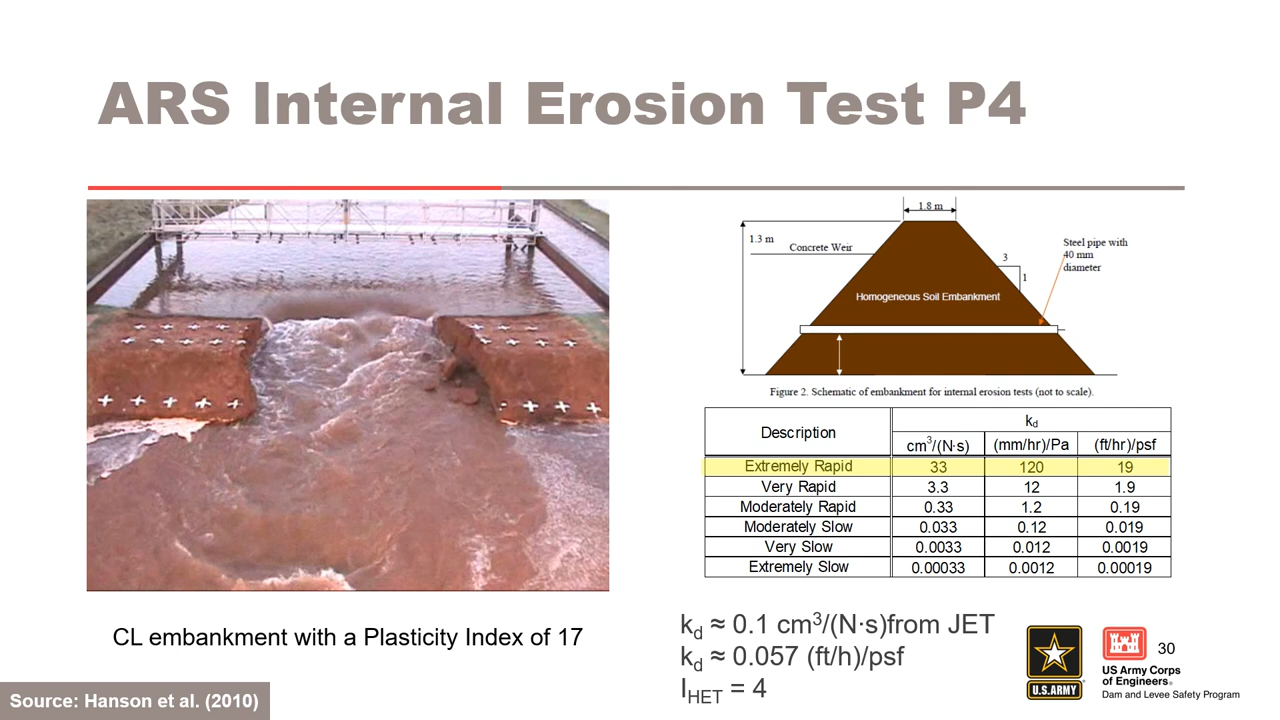 ARS Internal Erosion Test P4
1.8 m
1.3 m
Concrete Weir
3
1
Steel pipe with
40 mm
diameter
Homogeneous Soil Embankment
Figure 2. Schematic of embankment for internal erosion tests (not to scale).
Description kd
cm³/(N·s) (mm/hr)/Pa (ft/hr)/psf
Extremely Rapid 33 120 19
Very Rapid 3.3 12 1.9
Moderately Rapid 0.33 1.2 0.19
Moderately Slow 0.033 0.12 0.019
Very Slow 0.0033 0.012 0.0019
Extremely Slow 0.00033 0.0012 0.00019
CL embankment with a Plasticity Index of 17
kd ≈ 0.1 cm³/(N·s)from JET
kd ≈ 0.057 (ft/h)/psf
IHET = 4
U.S.ARMY
US Army Corps
of Engineers®
Dam and Levee Safety Program
30
Source: Hanson et al. (2010)